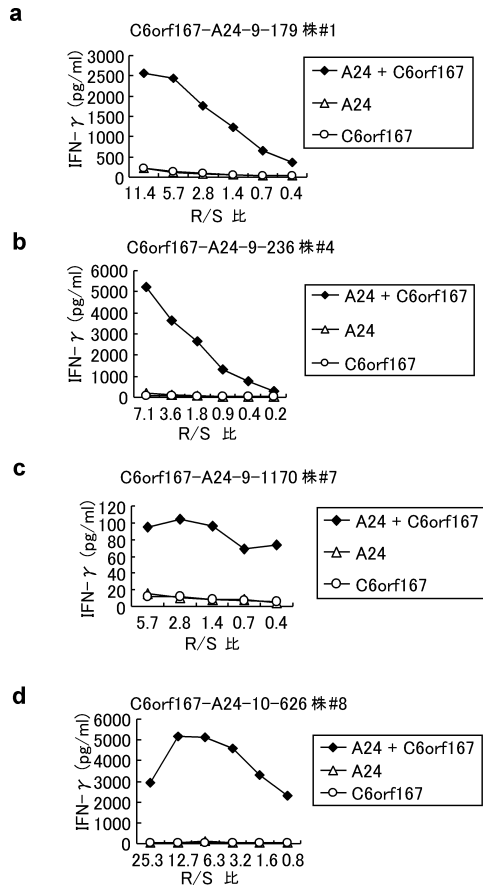 a
C6orf167-A24-9-179 株#1
IFN-γ (pg/ml)
3000
2500
2000
1500
1000
500
0
11.4 5.7 2.8 1.4 0.7 0.4
R/S 比
A24 + C6orf167
A24
C6orf167
b
C6orf167-A24-9-236 株#4
IFN-γ (pg/ml)
6000
5000
4000
3000
2000
1000
0
7.1 3.6 1.8 0.9 0.4 0.2
R/S 比
A24 + C6orf167
A24
C6orf167
c
C6orf167-A24-9-1170 株#7
IFN-γ (pg/ml)
120
100
80
60
40
20
0
5.7 2.8 1.4 0.7 0.4
R/S 比
A24 + C6orf167
A24
C6orf167
d
C6orf167-A24-10-626 株#8
IFN-γ (pg/ml)
6000
5000
4000
3000
2000
1000
0
25.3 12.7 6.3 3.2 1.6 0.8
R/S 比
A24 + C6orf167
A24
C6orf167